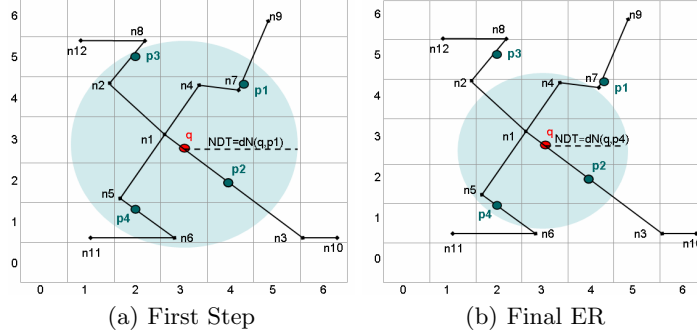 6
5
4
3
2
1
0
0 1 2 3 4 5 6
n9
n8
n12
p3
n2
n4
n7
p1
n1
q
NDT=dN(q,p1)
p2
n5
p4
n6
n11
n3
n10
(a) First Step
6
5
4
3
2
1
0
0 1 2 3 4 5 6
n9
n8
n12
p3
n2
n4
n7
p1
n1
q
NDT=dN(q,p4)
p2
n5
p4
n6
n11
n3
n10
(b) Final ER